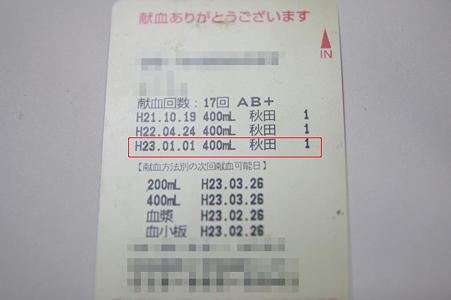 献血ありがとうございます
IN
献血回数：17回 AB+
H21.10.19 400mL 秋田 1
H22.04.24 400mL 秋田 1
H23.01.01 400mL 秋田 1
【献血方法別の次回献血可能日】
200mL H23.03.26
400mL H23.03.26
血漿 H23.02.26
血小板 H23.02.26